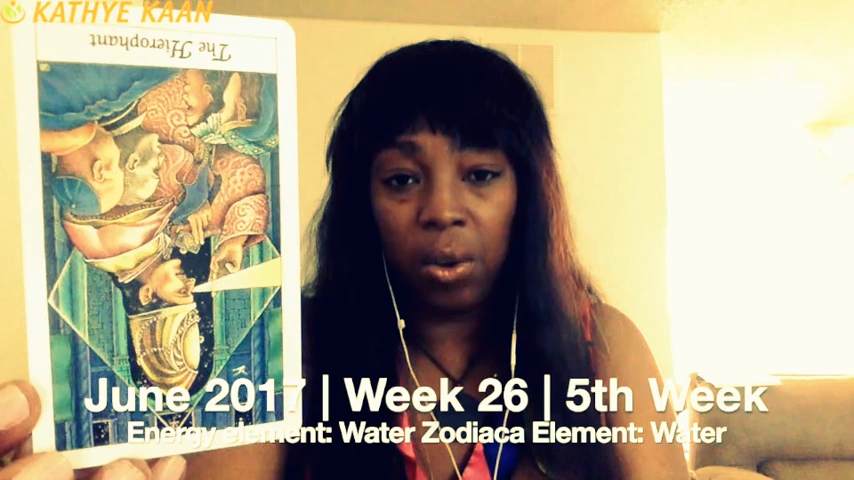 KATHYE KAAN
The Hierophant
June 2017 | Week 26 | 5th Week
Energy element: Water Zodiaca Element: Water